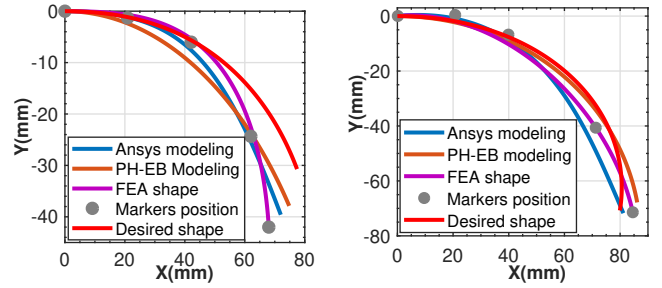 0
-10
-20
-30
-40
Y(mm)
Ansys modeling
PH-EB Modeling
FEA shape
Markers position
Desired shape
0 20 40 60 80
X(mm)
0
-20
-40
-60
-80
Y(mm)
Ansys modeling
PH-EB modeling
FEA shape
Markers position
Desired shape
0 20 40 60 80
X(mm)